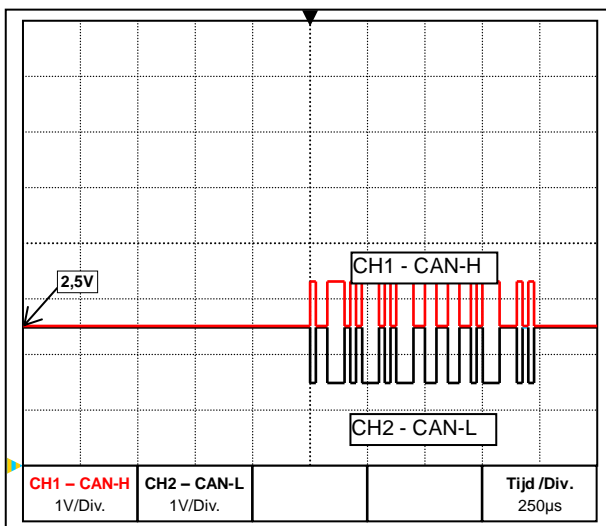 CH1 - CAN-H
2,5V
CH2 - CAN-L
CH1 – CAN-H
1V/Div.
CH2 – CAN-L
1V/Div.
Tijd /Div.
250µs